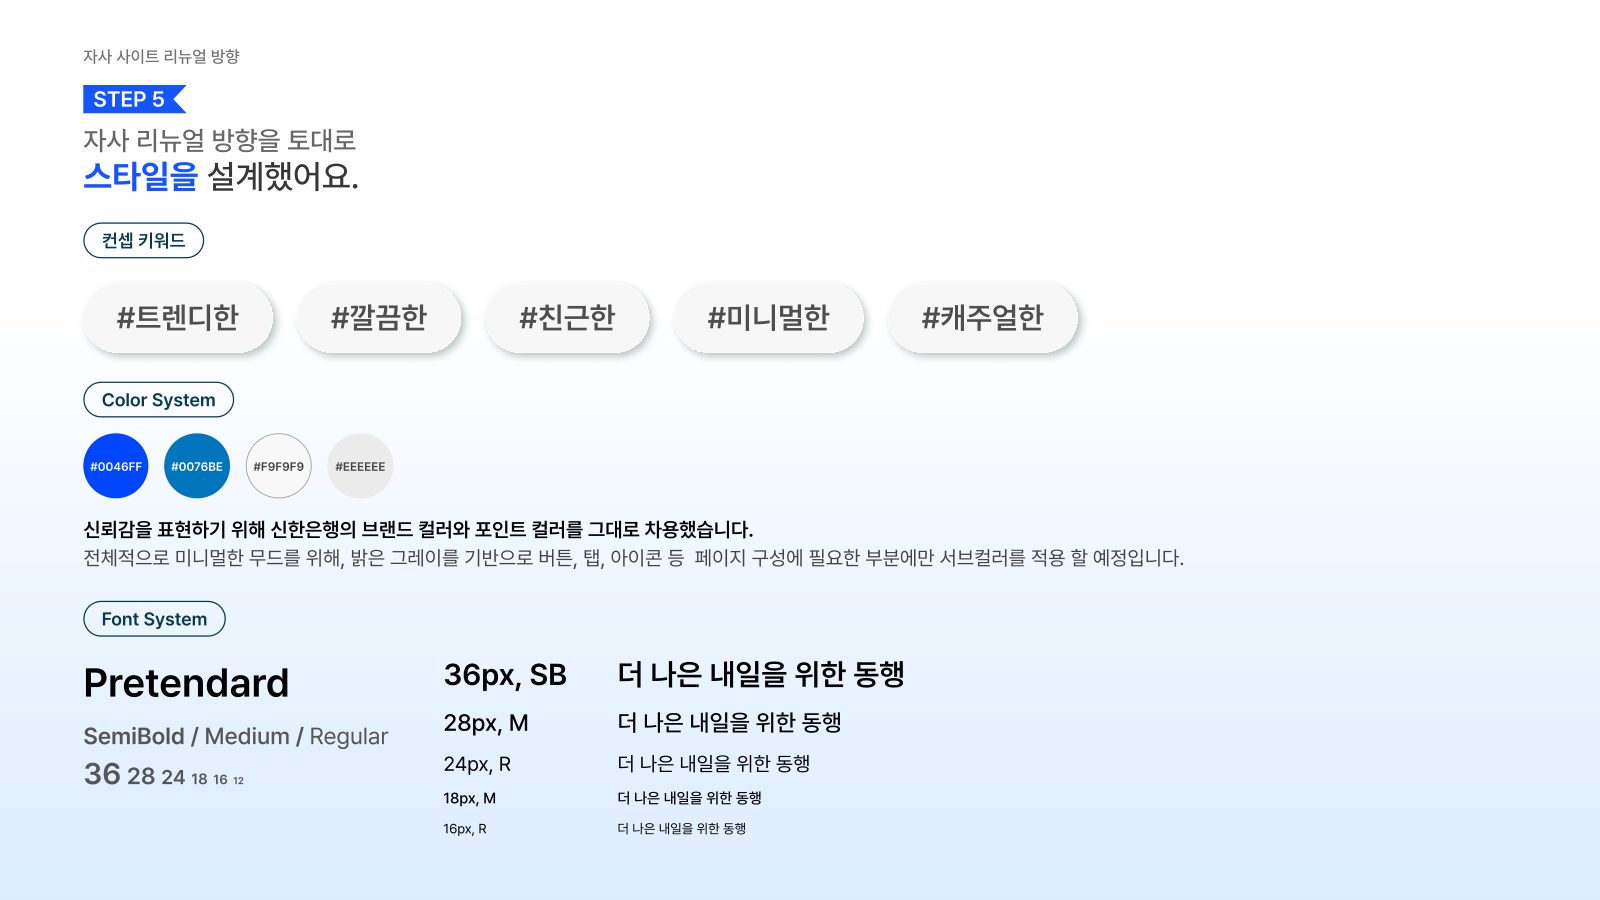 자사 사이트 리뉴얼 방향
STEP 5
자사 리뉴얼 방향을 토대로
스타일을 설계했어요.
컨셉 키워드
#트렌디한 #깔끔한 #친근한 #미니멀한 #캐주얼한
Color System
#0046FF #0076BE #F9F9F9 #EEEEEE
신뢰감을 표현하기 위해 신한은행의 브랜드 컬러와 포인트 컬러를 그대로 차용했습니다.
전체적으로 미니멀한 무드를 위해, 밝은 그레이를 기반으로 버튼, 탭, 아이콘 등 페이지 구성에 필요한 부분에만 서브컬러를 적용 할 예정입니다.
Font System
Pretendard
SemiBold / Medium / Regular
36 28 24 18 16 12
36px, SB 더 나은 내일을 위한 동행
28px, M 더 나은 내일을 위한 동행
24px, R 더 나은 내일을 위한 동행
18px, M 더 나은 내일을 위한 동행
16px, R 더 나은 내일을 위한 동행